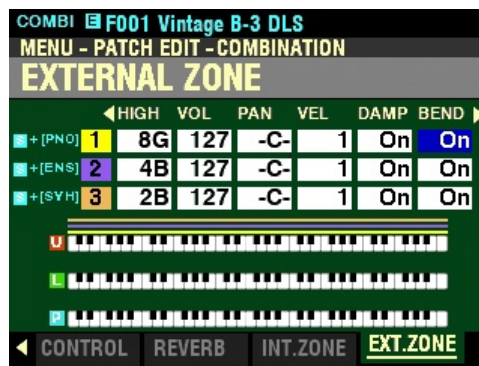 COMBI E F001 Vintage B-3 DLS
MENU - PATCH EDIT - COMBINATION
EXTERNAL ZONE
HIGH VOL PAN VEL DAMP BEND
S+[PNO] 1 8G 127 -C- 1 On On
S+[ENS] 2 4B 127 -C- 1 On On
S+[SYH] 3 2B 127 -C- 1 On On
U
L
P
CONTROL REVERB INT.ZONE EXT.ZONE